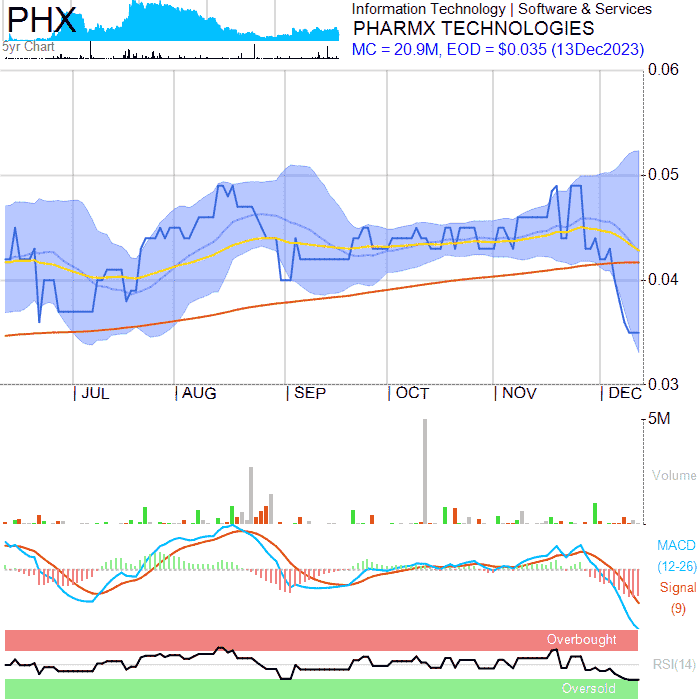 PHX
5yr Chart
Information Technology | Software & Services
PHARMX TECHNOLOGIES
MC = 20.9M, EOD = $0.035 (13Dec2023)
0.06
0.05
0.04
0.03
| JUL | AUG | SEP | OCT | NOV | DEC
5M
Volume
MACD
(12-26)
Signal
(9)
Overbought
RSI(14)
Oversold